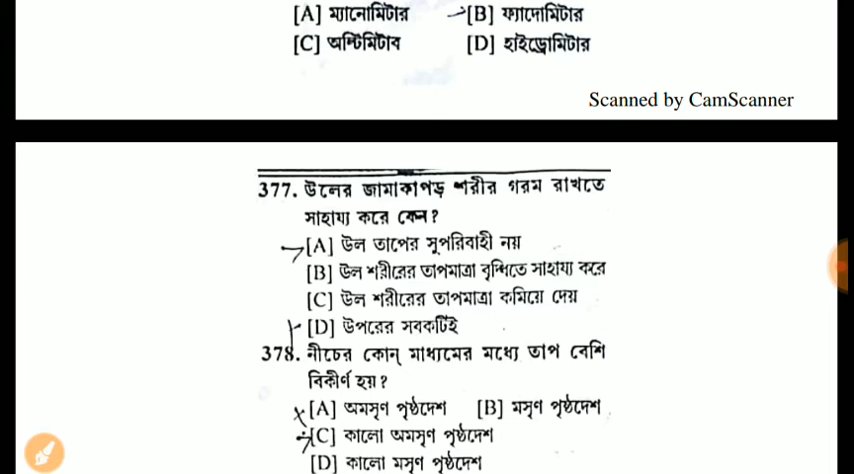 [A] ম্যানোমিটার [B] ফ্যাদোমিটার
[C] অল্টিমিটাব [D] হাইড্রোমিটার
Scanned by CamScanner
377. উলের জামাকাপড় শরীর গরম রাখতে
সাহায্য করে কেন?
[A] উল তাপের সুপরিবাহী নয়
[B] উল শরীরের তাপমাত্রা বৃদ্ধিতে সাহায্য করে
[C] উল শরীরের তাপমাত্রা কমিয়ে দেয়
[D] উপরের সবকটিই
378. নীচের কোন্ মাধ্যমের মধ্যে তাপ বেশি
বিকীর্ণ হয়?
[A] অমসৃণ পৃষ্ঠদেশ [B] মসৃণ পৃষ্ঠদেশ
[C] কালো অমসৃণ পৃষ্ঠদেশ
[D] কালো মসৃণ পৃষ্ঠদেশ